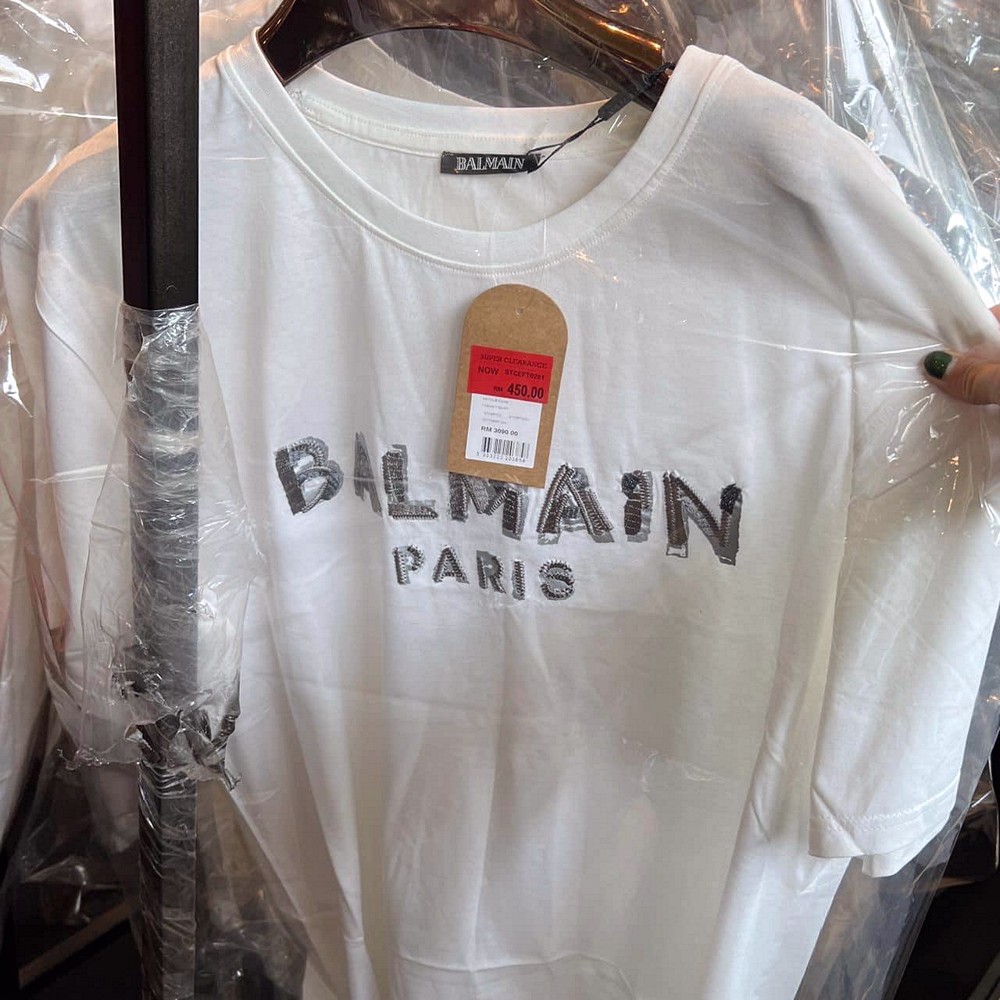 BALMAIN
SUPER CLEARANCE
NOW
RM 450.00
RM 3090.00
BALMAIN
PARIS